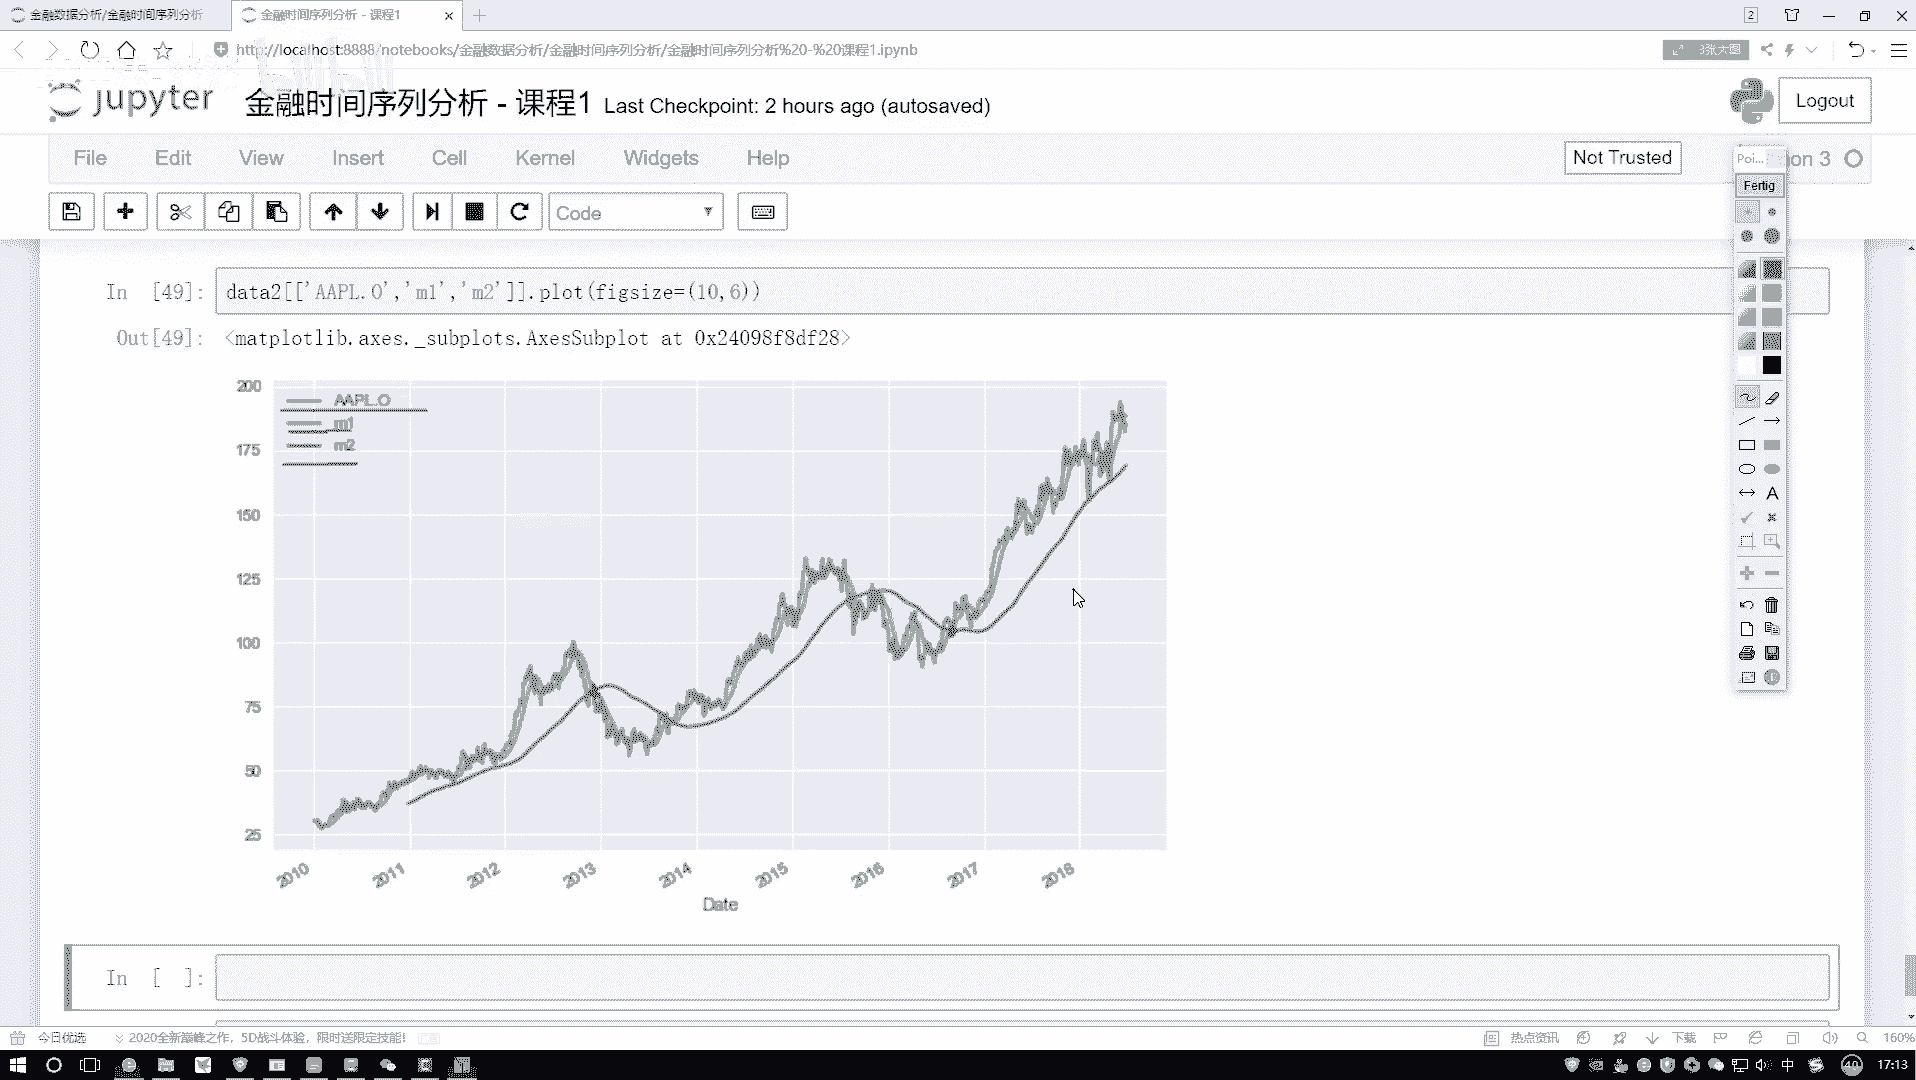 金融数据分析/金融时间序列分析
金融时间序列分析 - 课程1
2
http://localhost:8888/notebooks/金融数据分析/金融时间序列分析/金融时间序列分析%20-%20课程1.ipynb
3张大图
jupyter
金融时间序列分析 - 课程1 Last Checkpoint: 2 hours ago (autosaved)
Logout
File Edit View Insert Cell Kernel Widgets Help
Not Trusted
Poi...
on 3
Fertig
Code
In [49]: data2[['AAPL.O','m1','m2']].plot(figsize=(10,6))
Out[49]: <matplotlib.axes._subplots.AxesSubplot at 0x24098f8df28>
AAPL.O
m1
m2
200
175
150
125
100
75
50
25
2010 2011 2012 2013 2014 2015 2016 2017 2018
Date
A
In [ ]:
今日优选
2020全新巅峰之作，5D战斗体验，限时送限定技能!
热点资讯
下载
160%
中
40
17:13